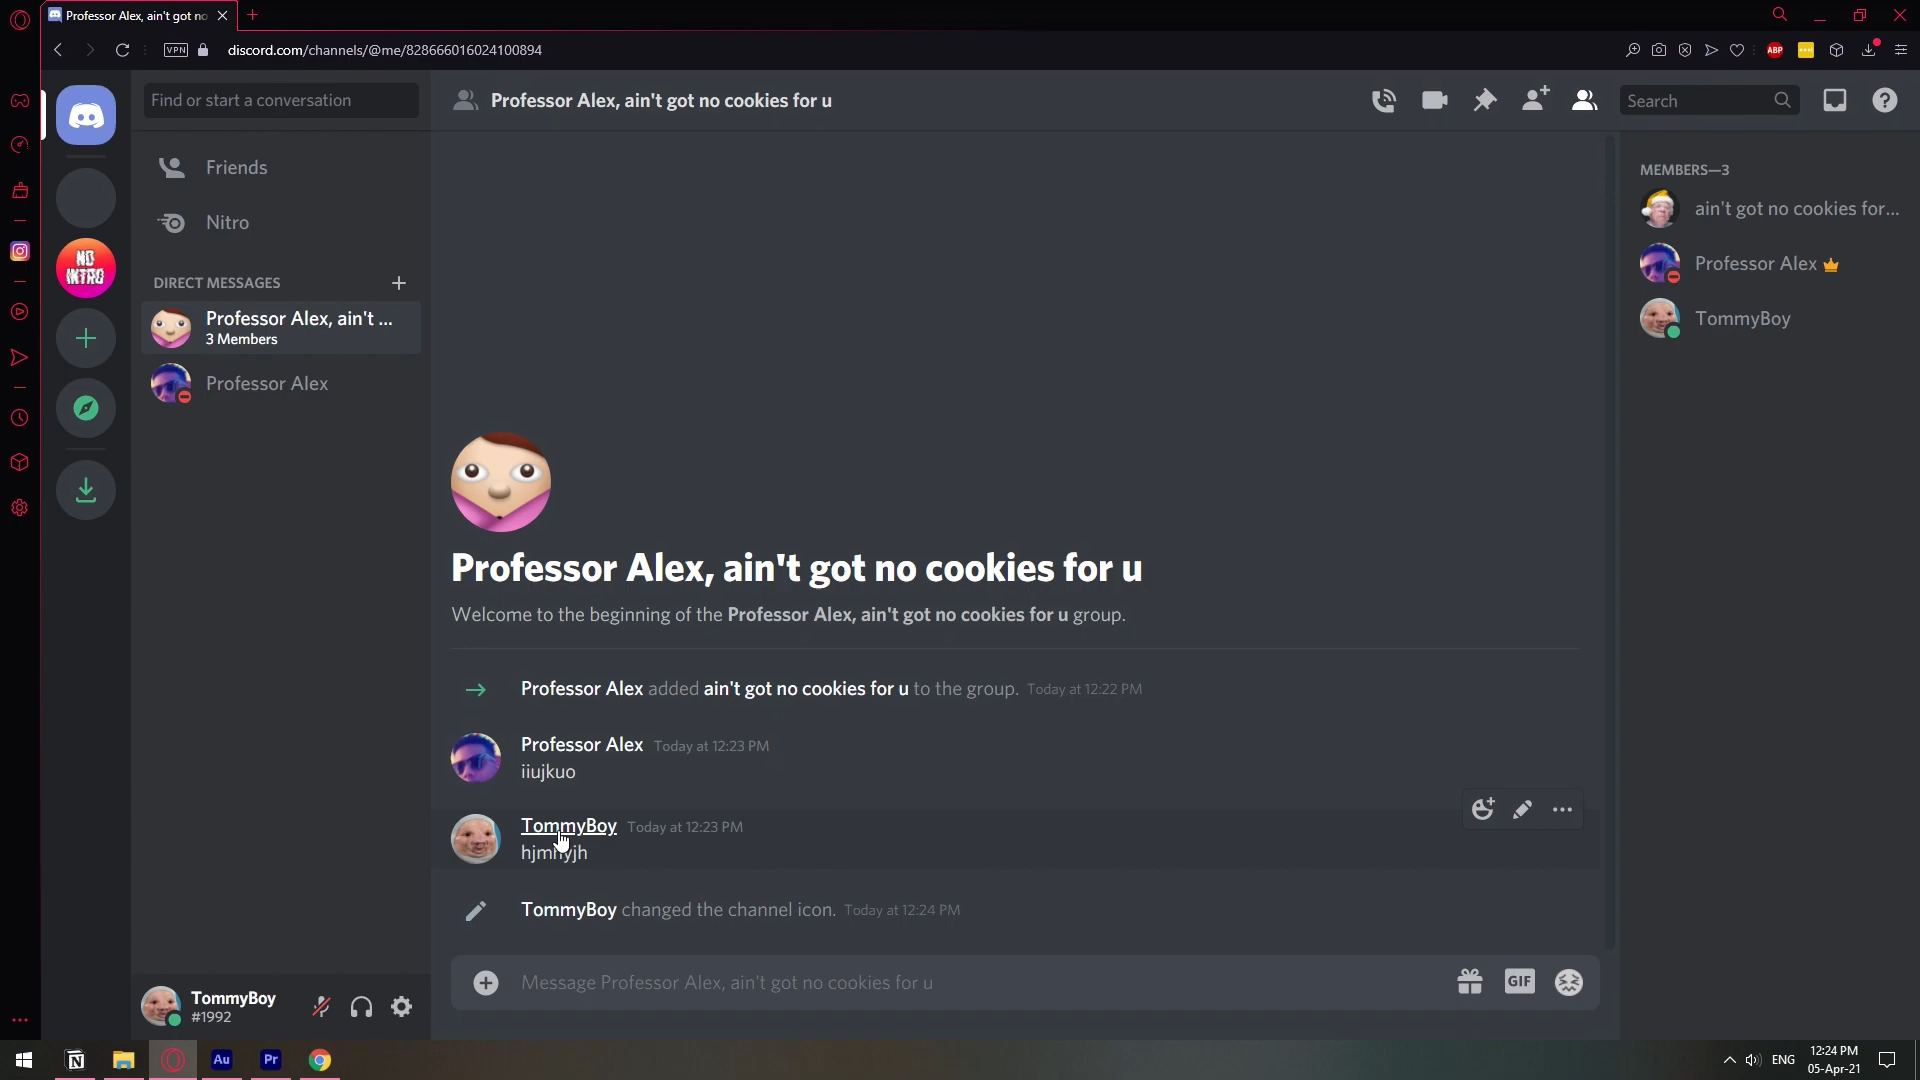 Professor Alex, ain't got no
VPN
discord.com/channels/@me/828666016024100894
ABP
Find or start a conversation
Professor Alex, ain't got no cookies for u
Search
Friends
Nitro
NO
INTRO
DIRECT MESSAGES
Professor Alex, ain't ...
3 Members
Professor Alex
MEMBERS—3
ain't got no cookies for...
Professor Alex
TommyBoy
Professor Alex, ain't got no cookies for u
Welcome to the beginning of the Professor Alex, ain't got no cookies for u group.
Professor Alex added ain't got no cookies for u to the group. Today at 12:22 PM
Professor Alex Today at 12:23 PM
iiujkuo
TommyBoy Today at 12:23 PM
TommyBoy changed the channel icon. Today at 12:24 PM
Message Professor Alex, ain't got no cookies for u
GIF
TommyBoy
#1992
Au
Pr
ENG
12:24 PM
05-Apr-21